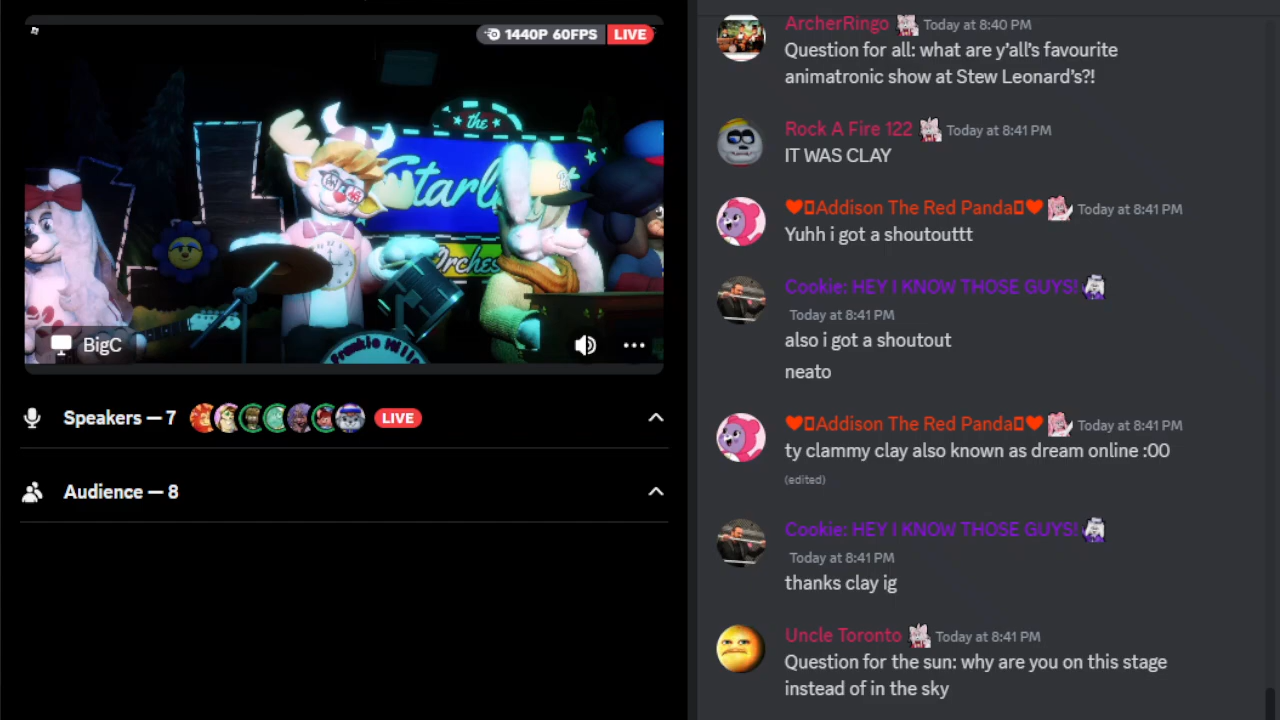 1440P 60FPS LIVE
the
Starli
Orches
Frankie Hills
BigC
Speakers — 7 LIVE
Audience — 8
ArcherRingo Today at 8:40 PM
Question for all: what are y’all’s favourite
animatronic show at Stew Leonard’s?!
Rock A Fire 122 Today at 8:41 PM
IT WAS CLAY
Addison The Red Panda Today at 8:41 PM
Yuhh i got a shoutouttt
Cookie: HEY I KNOW THOSE GUYS!
Today at 8:41 PM
also i got a shoutout
neato
Addison The Red Panda Today at 8:41 PM
ty clammy clay also known as dream online :00
(edited)
Cookie: HEY I KNOW THOSE GUYS!
Today at 8:41 PM
thanks clay ig
Uncle Toronto Today at 8:41 PM
Question for the sun: why are you on this stage
instead of in the sky